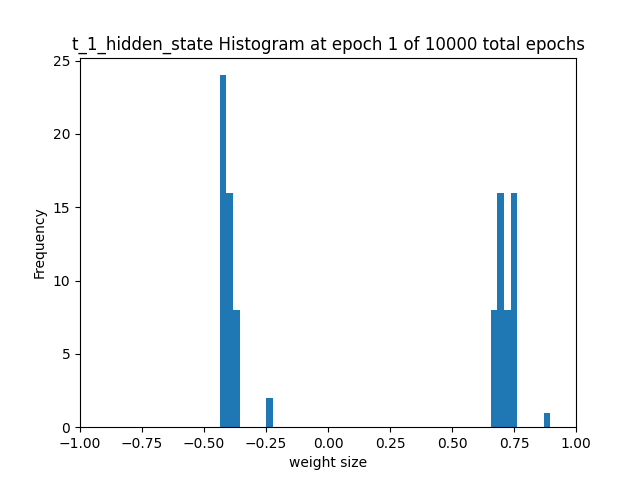 t_1_hidden_state Histogram at epoch 1 of 10000 total epochs
25
20
15
10
5
0
Frequency
−1.00 −0.75 −0.50 −0.25 0.00 0.25 0.50 0.75 1.00
weight size